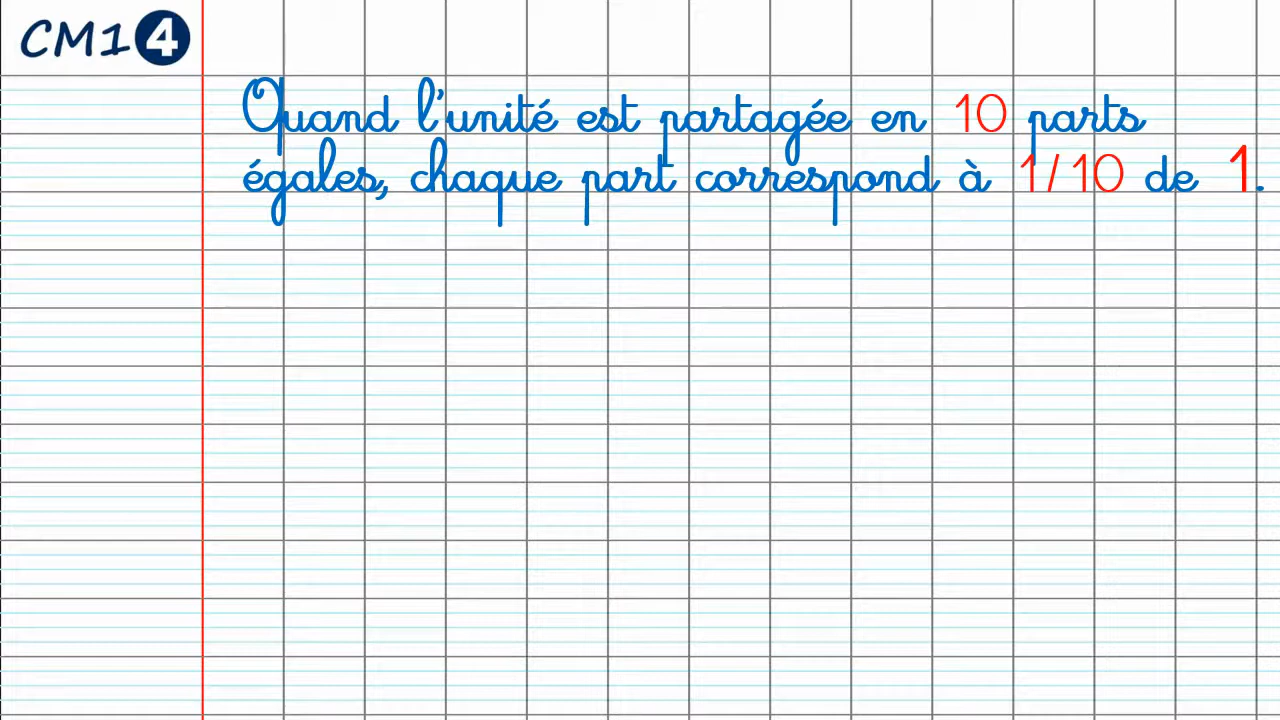 CM1 4
Quand l'unité est partagée en 10 parts
égales, chaque part correspond à 1/10 de 1.